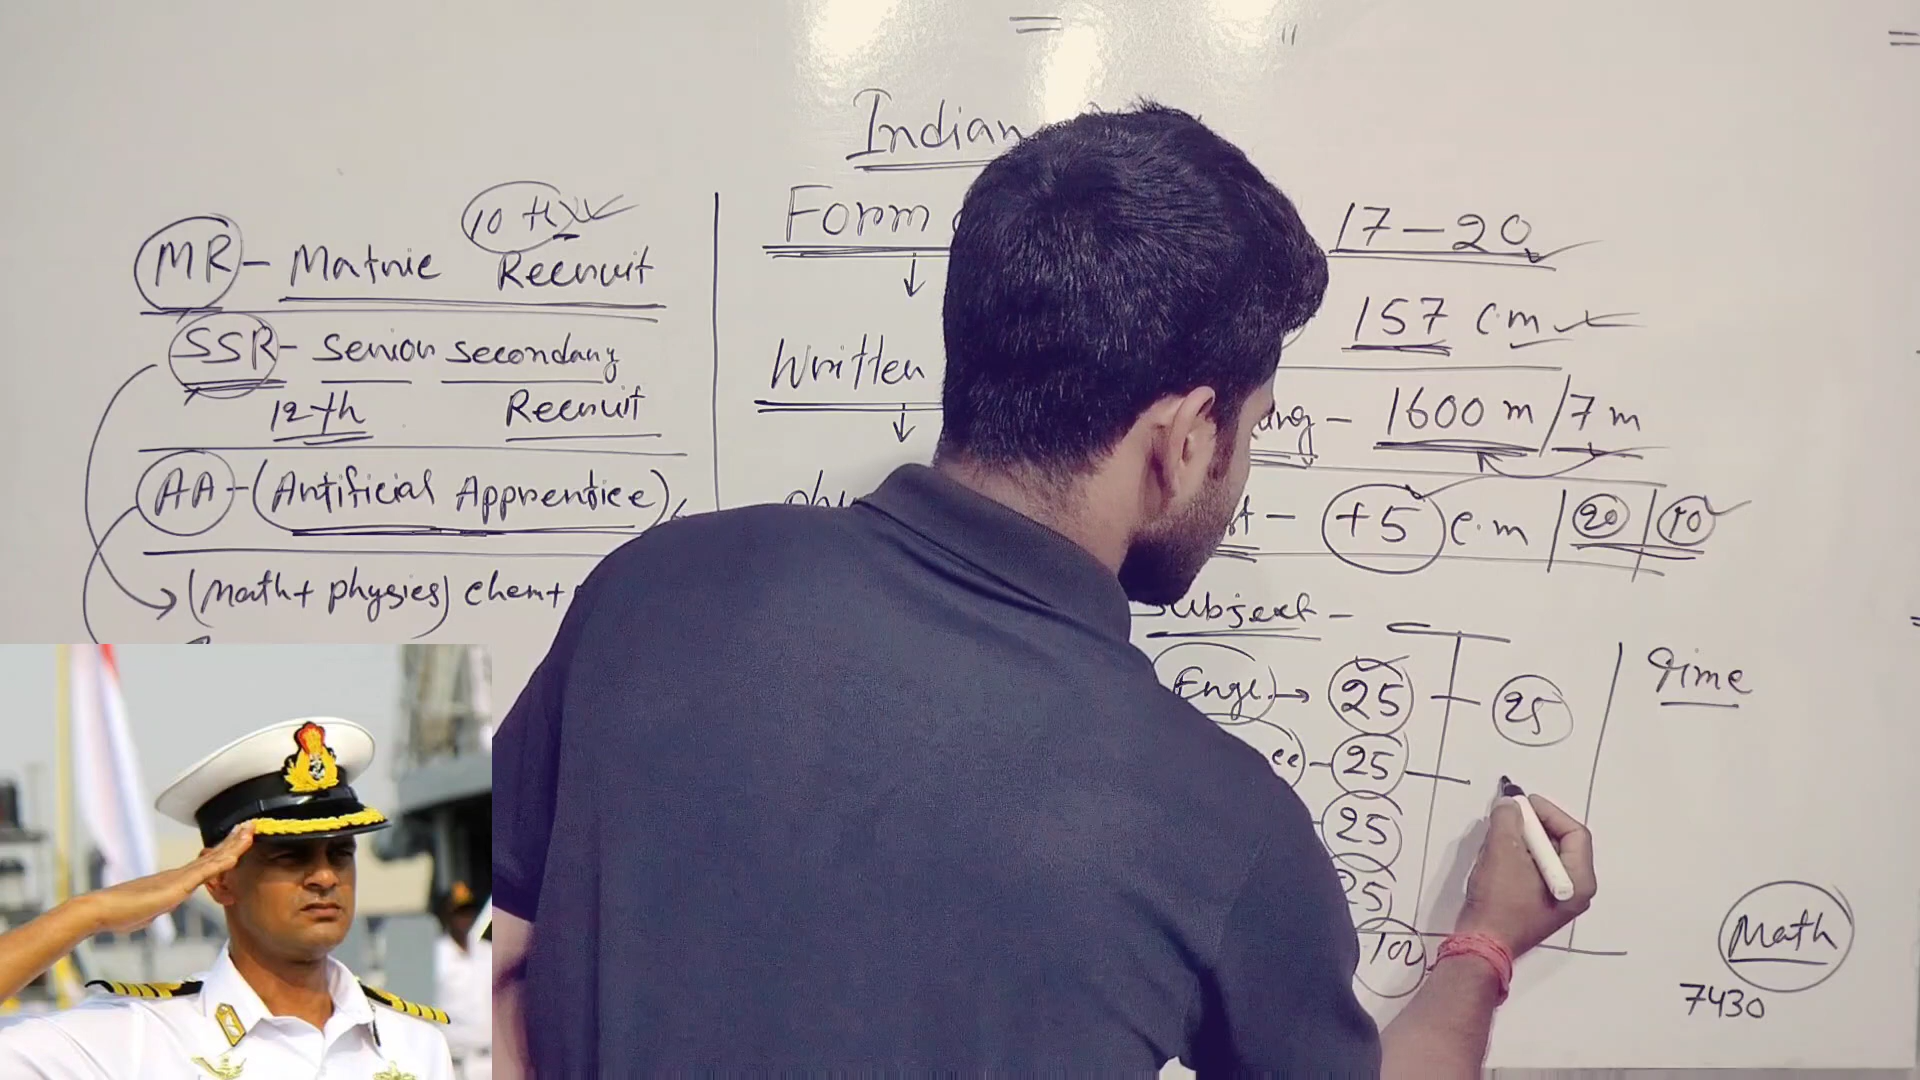 Indian
10 th
MR - Matric Recruit
SSR - Senior Secondary
12th Recruit
AA - (Artificial Apprentice)
(Math + physics) chem +
Form
Written
17-20
157 cm
1600 m / 7 m
+5 c.m | 20 | 10
Subject -
Time
Engl. → 25 - 25
25
25
25
100
Math
7430